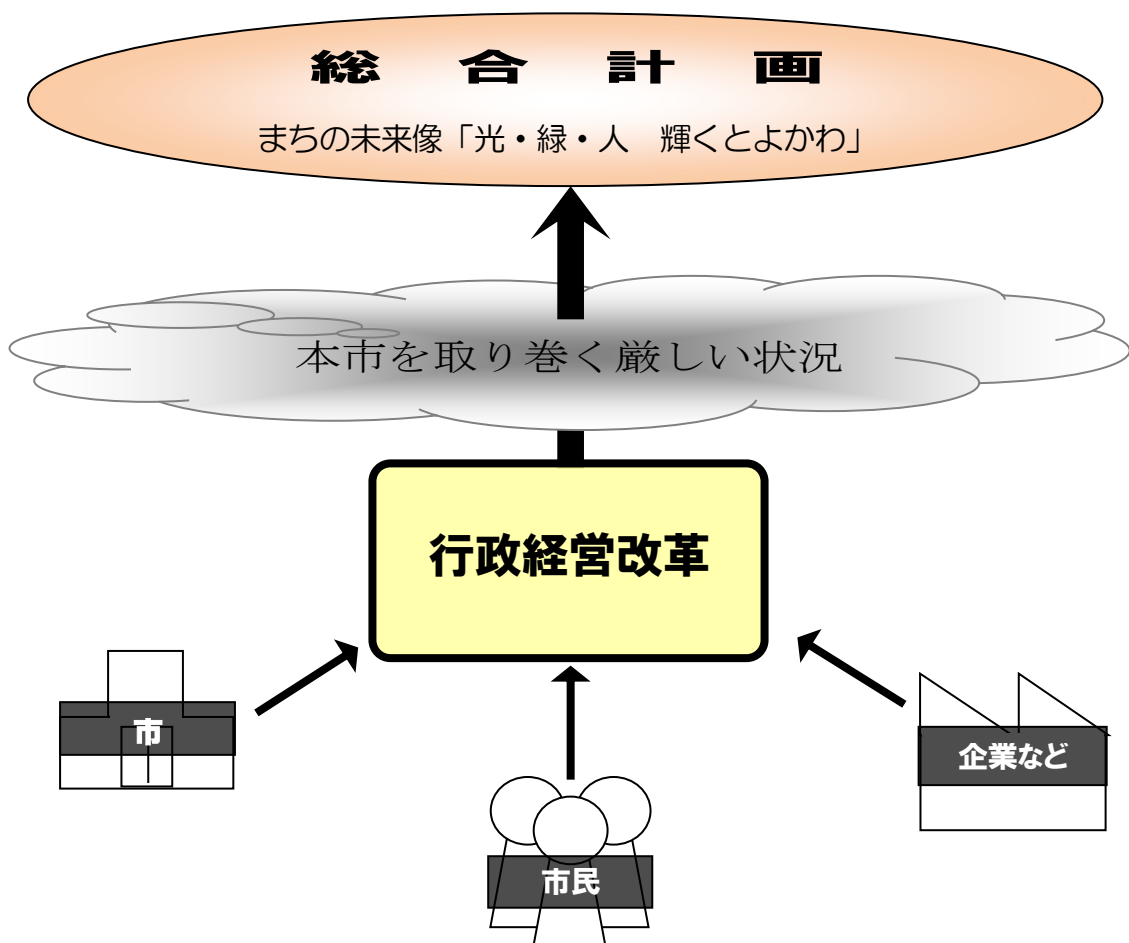 総合計画
まちの未来像「光・緑・人　輝くとよかわ」
本市を取り巻く厳しい状況
行政経営改革
市
企業など
市民